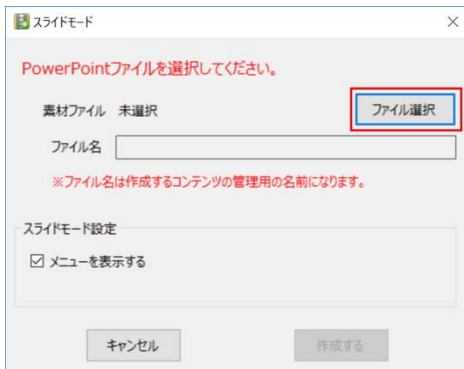 スライドモード
PowerPointファイルを選択してください。
素材ファイル 未選択 ファイル選択
ファイル名
※ファイル名は作成するコンテンツの管理用の名前になります。
スライドモード設定
メニューを表示する
キャンセル 作成する